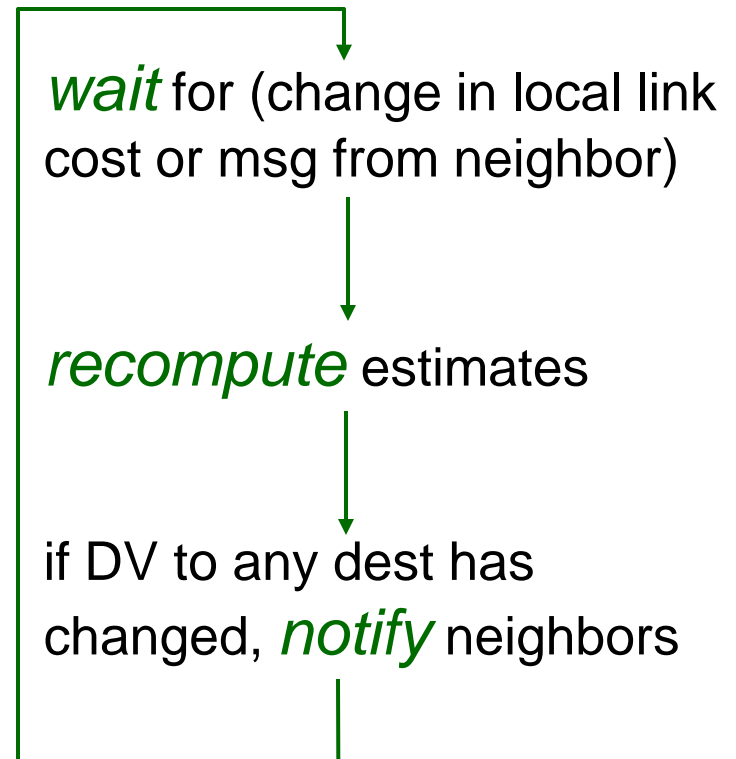 wait for (change in local link
cost or msg from neighbor)
recompute estimates
if DV to any dest has
changed, notify neighbors